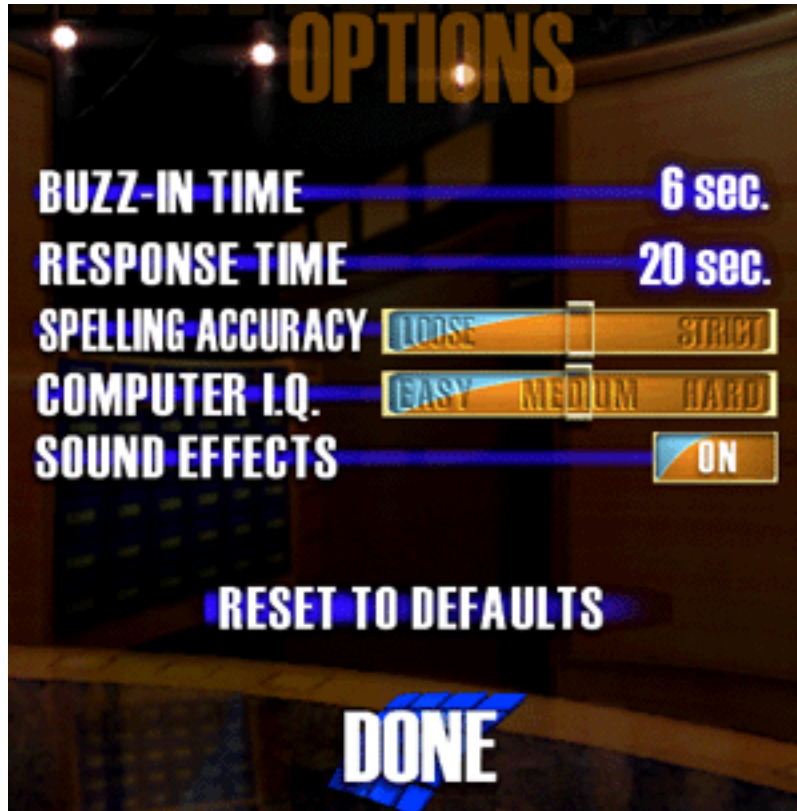 OPTIONS
BUZZ-IN TIME 6 sec.
RESPONSE TIME 20 sec.
SPELLING ACCURACY LOOSE STRICT
COMPUTER I.Q. EASY MEDIUM HARD
SOUND EFFECTS ON
RESET TO DEFAULTS
DONE